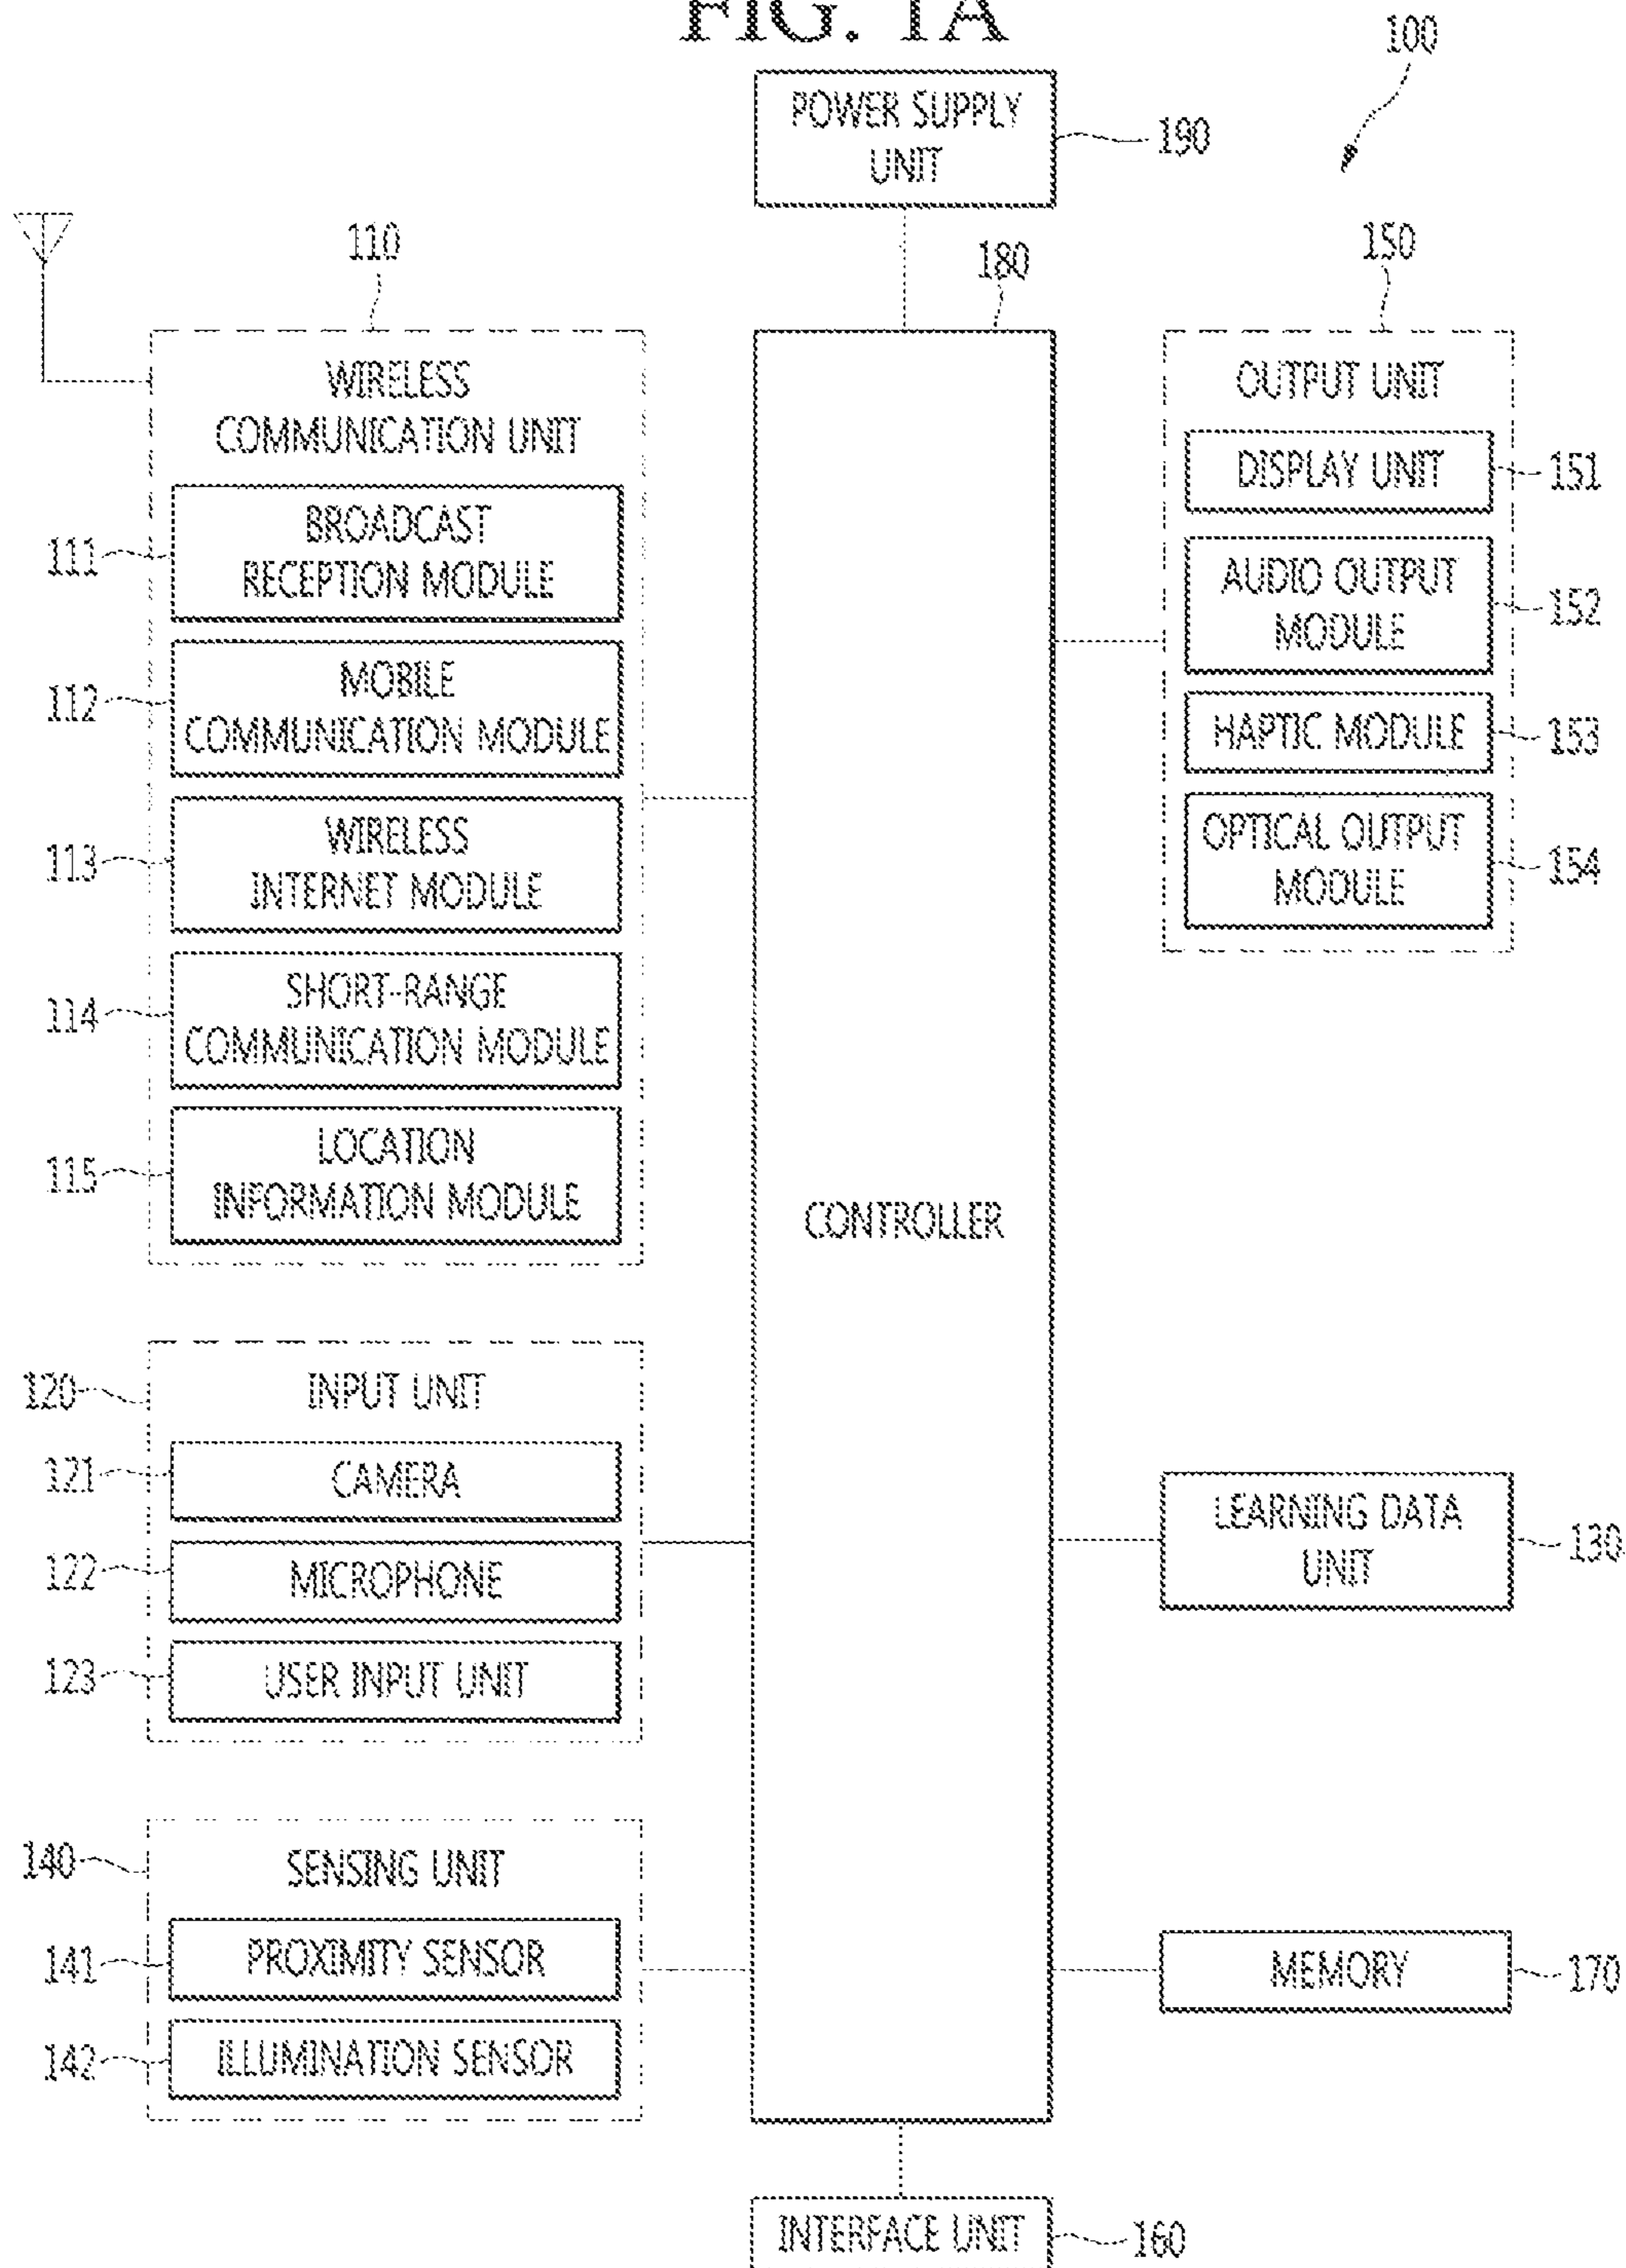 FIG. 1A
100
POWER SUPPLY
UNIT
190
110
180
150
WIRELESS
COMMUNICATION UNIT
111
BROADCAST
RECEPTION MODULE
112
MOBILE
COMMUNICATION MODULE
113
WIRELESS
INTERNET MODULE
114
SHORT-RANGE
COMMUNICATION MODULE
115
LOCATION
INFORMATION MODULE
120
INPUT UNIT
121
CAMERA
122
MICROPHONE
123
USER INPUT UNIT
140
SENSING UNIT
141
PROXIMITY SENSOR
142
ILLUMINATION SENSOR
CONTROLLER
OUTPUT UNIT
DISPLAY UNIT
151
AUDIO OUTPUT
MODULE
152
HAPTIC MODULE
153
OPTICAL OUTPUT
MODULE
154
LEARNING DATA
UNIT
130
MEMORY
170
INTERFACE UNIT
160